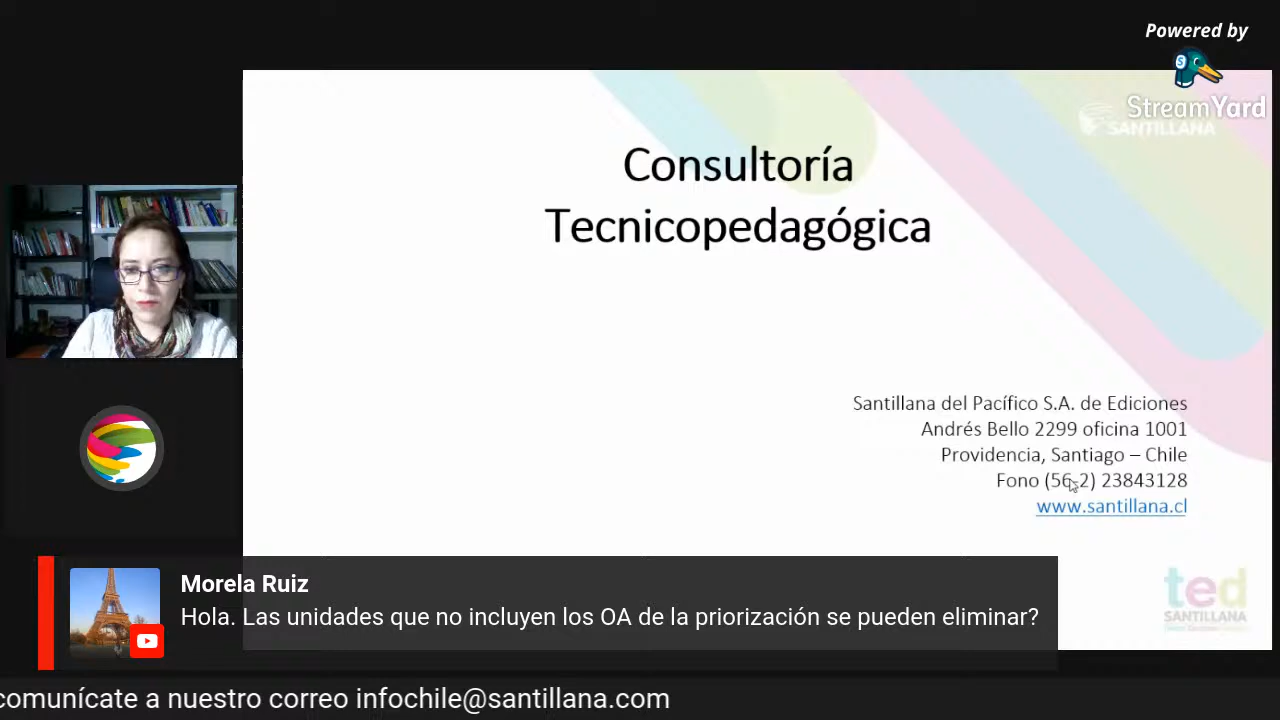 Powered by
StreamYard
SANTILLANA
Consultoría
Tecnicopedagógica
Santillana del Pacífico S.A. de Ediciones
Andrés Bello 2299 oficina 1001
Providencia, Santiago – Chile
Fono (56-2) 23843128
www.santillana.cl
ted
SANTILLANA
Morela Ruiz
Hola. Las unidades que no incluyen los OA de la priorización se pueden eliminar?
comunícate a nuestro correo infochile@santillana.com